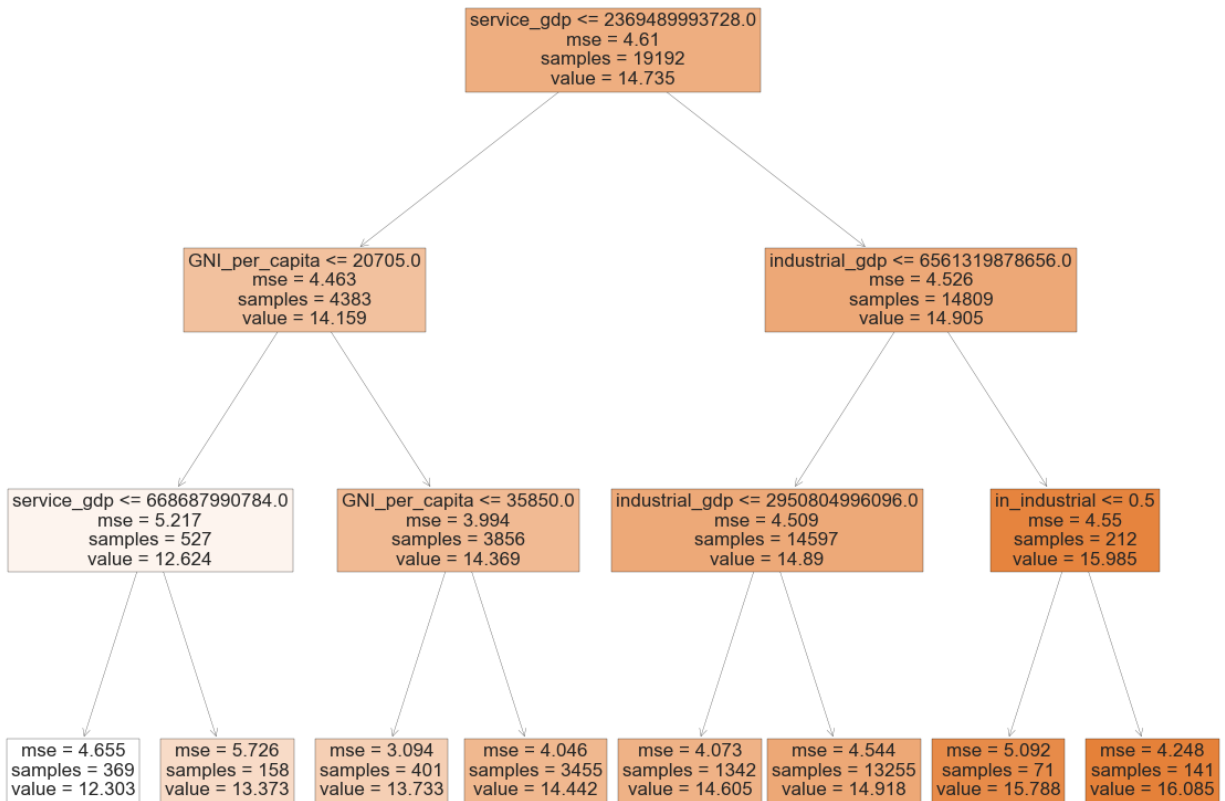 service_gdp <= 2369489993728.0
mse = 4.61
samples = 19192
value = 14.735
GNI_per_capita <= 20705.0
mse = 4.463
samples = 4383
value = 14.159
industrial_gdp <= 6561319878656.0
mse = 4.526
samples = 14809
value = 14.905
service_gdp <= 668687990784.0
mse = 5.217
samples = 527
value = 12.624
GNI_per_capita <= 35850.0
mse = 3.994
samples = 3856
value = 14.369
industrial_gdp <= 2950804996096.0
mse = 4.509
samples = 14597
value = 14.89
in_industrial <= 0.5
mse = 4.55
samples = 212
value = 15.985
mse = 4.655
samples = 369
value = 12.303
mse = 5.726
samples = 158
value = 13.373
mse = 3.094
samples = 401
value = 13.733
mse = 4.046
samples = 3455
value = 14.442
mse = 4.073
samples = 1342
value = 14.605
mse = 4.544
samples = 13255
value = 14.918
mse = 5.092
samples = 71
value = 15.788
mse = 4.248
samples = 141
value = 16.085